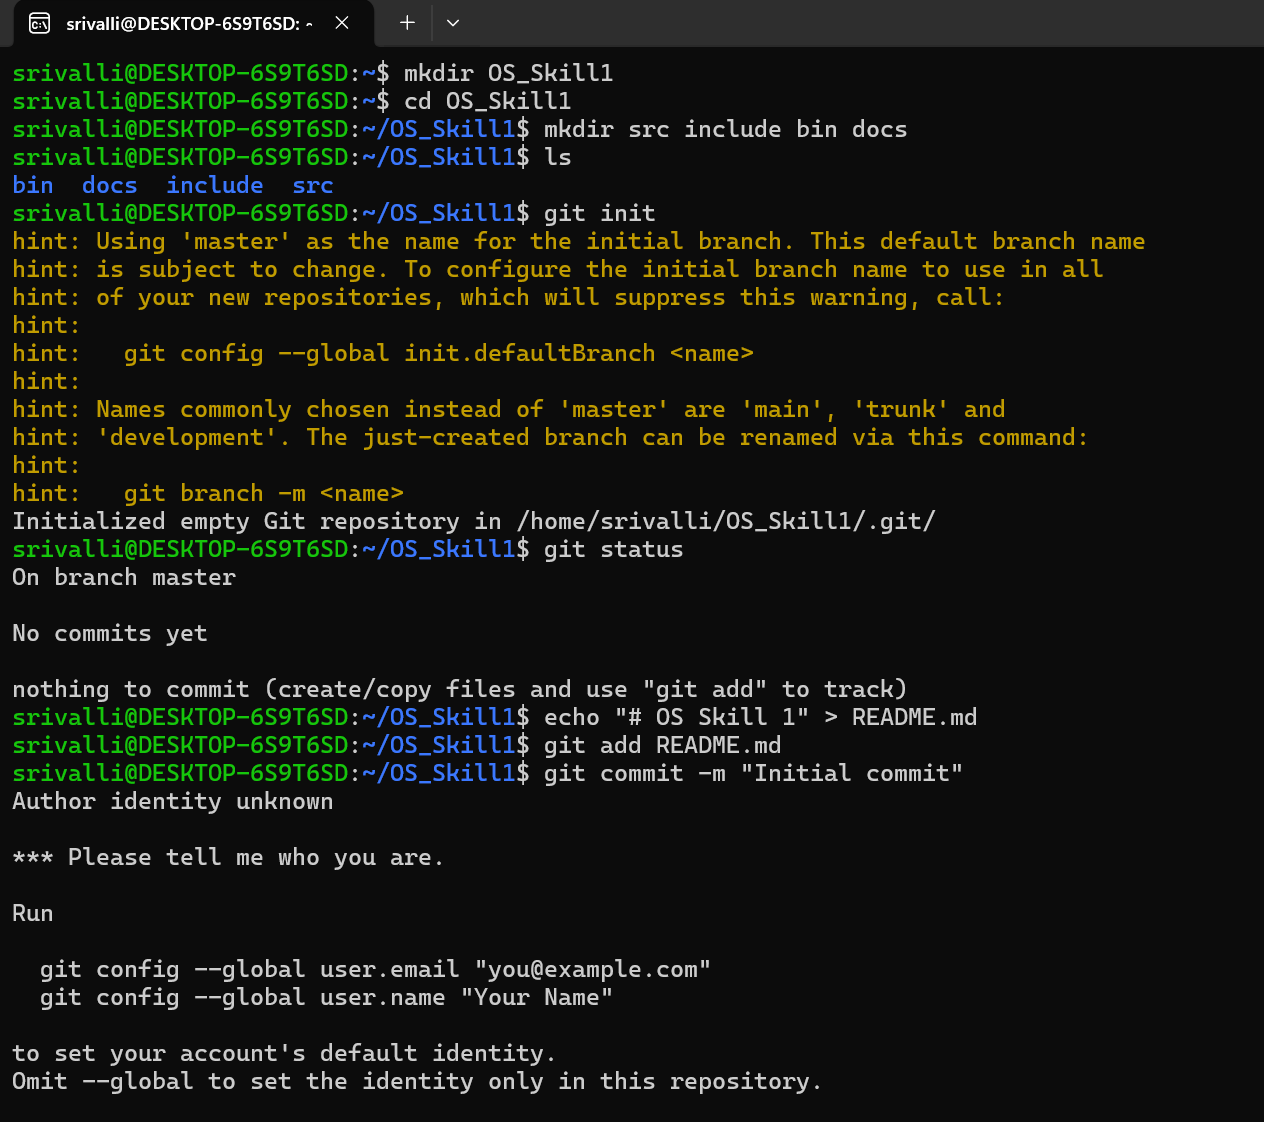 srivalli@DESKTOP-6S9T6SD: ~
srivalli@DESKTOP-6S9T6SD:~$ mkdir OS_Skill1
srivalli@DESKTOP-6S9T6SD:~$ cd OS_Skill1
srivalli@DESKTOP-6S9T6SD:~/OS_Skill1$ mkdir src include bin docs
srivalli@DESKTOP-6S9T6SD:~/OS_Skill1$ ls
bin  docs  include  src
srivalli@DESKTOP-6S9T6SD:~/OS_Skill1$ git init
hint: Using 'master' as the name for the initial branch. This default branch name
hint: is subject to change. To configure the initial branch name to use in all
hint: of your new repositories, which will suppress this warning, call:
hint:
hint:   git config --global init.defaultBranch <name>
hint:
hint: Names commonly chosen instead of 'master' are 'main', 'trunk' and
hint: 'development'. The just-created branch can be renamed via this command:
hint:
hint:   git branch -m <name>
Initialized empty Git repository in /home/srivalli/OS_Skill1/.git/
srivalli@DESKTOP-6S9T6SD:~/OS_Skill1$ git status
On branch master
No commits yet
nothing to commit (create/copy files and use "git add" to track)
srivalli@DESKTOP-6S9T6SD:~/OS_Skill1$ echo "# OS Skill 1" > README.md
srivalli@DESKTOP-6S9T6SD:~/OS_Skill1$ git add README.md
srivalli@DESKTOP-6S9T6SD:~/OS_Skill1$ git commit -m "Initial commit"
Author identity unknown
*** Please tell me who you are.
Run
  git config --global user.email "you@example.com"
  git config --global user.name "Your Name"
to set your account's default identity.
Omit --global to set the identity only in this repository.